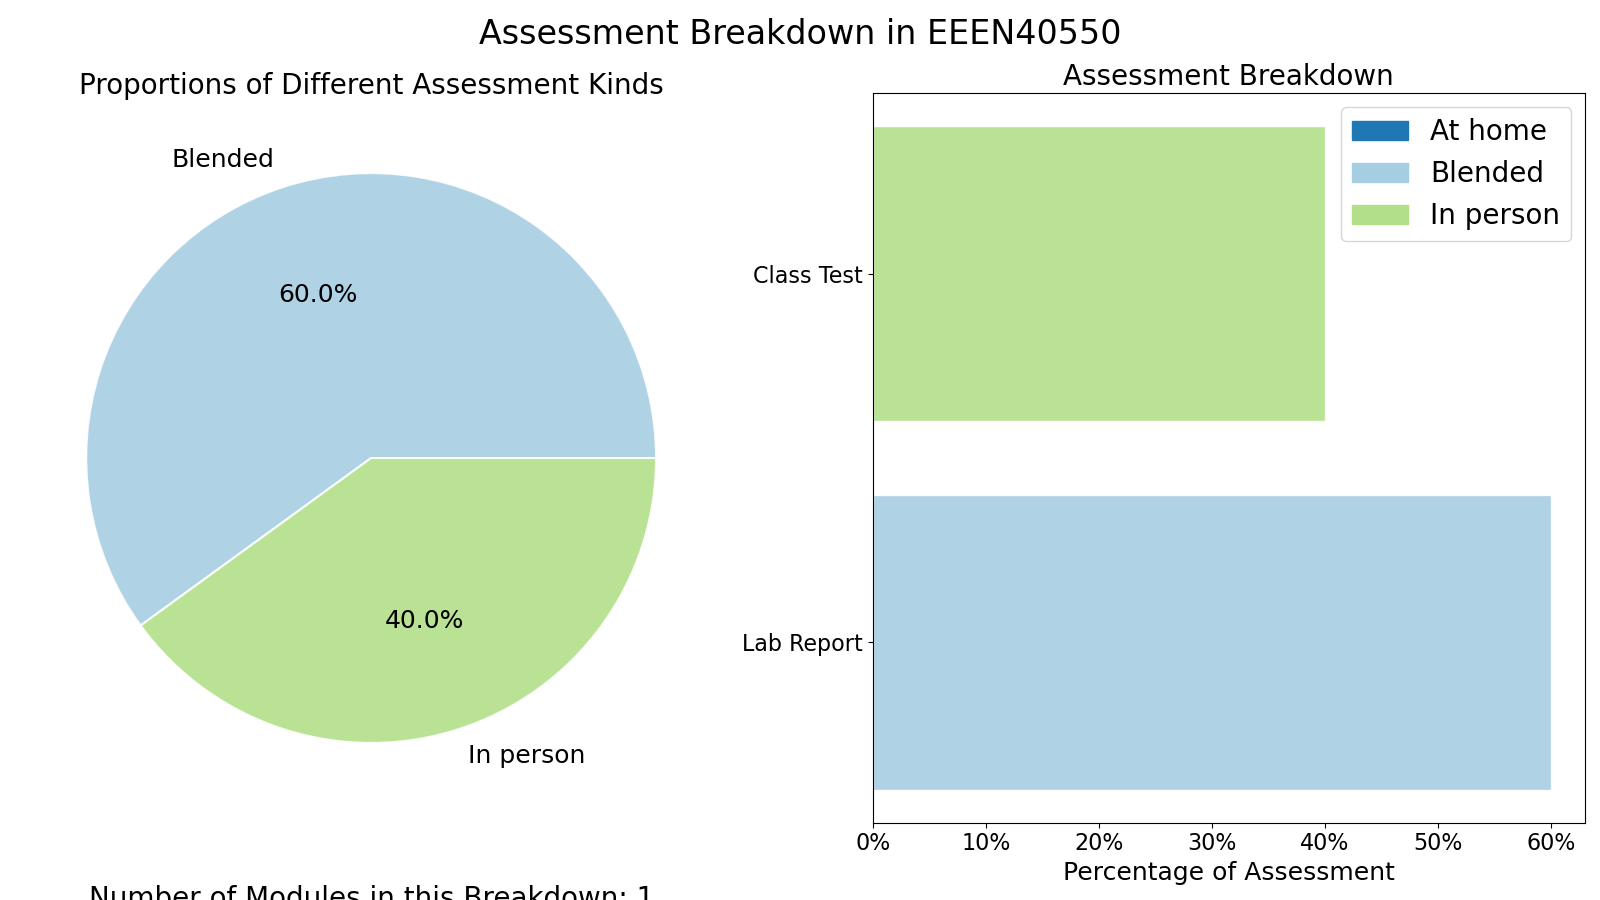 Assessment Breakdown in EEEN40550
Proportions of Different Assessment Kinds
Blended
60.0%
40.0%
In person
Number of Modules in this Breakdown: 1
Assessment Breakdown
At home
Blended
In person
Class Test
Lab Report
0% 10% 20% 30% 40% 50% 60%
Percentage of Assessment